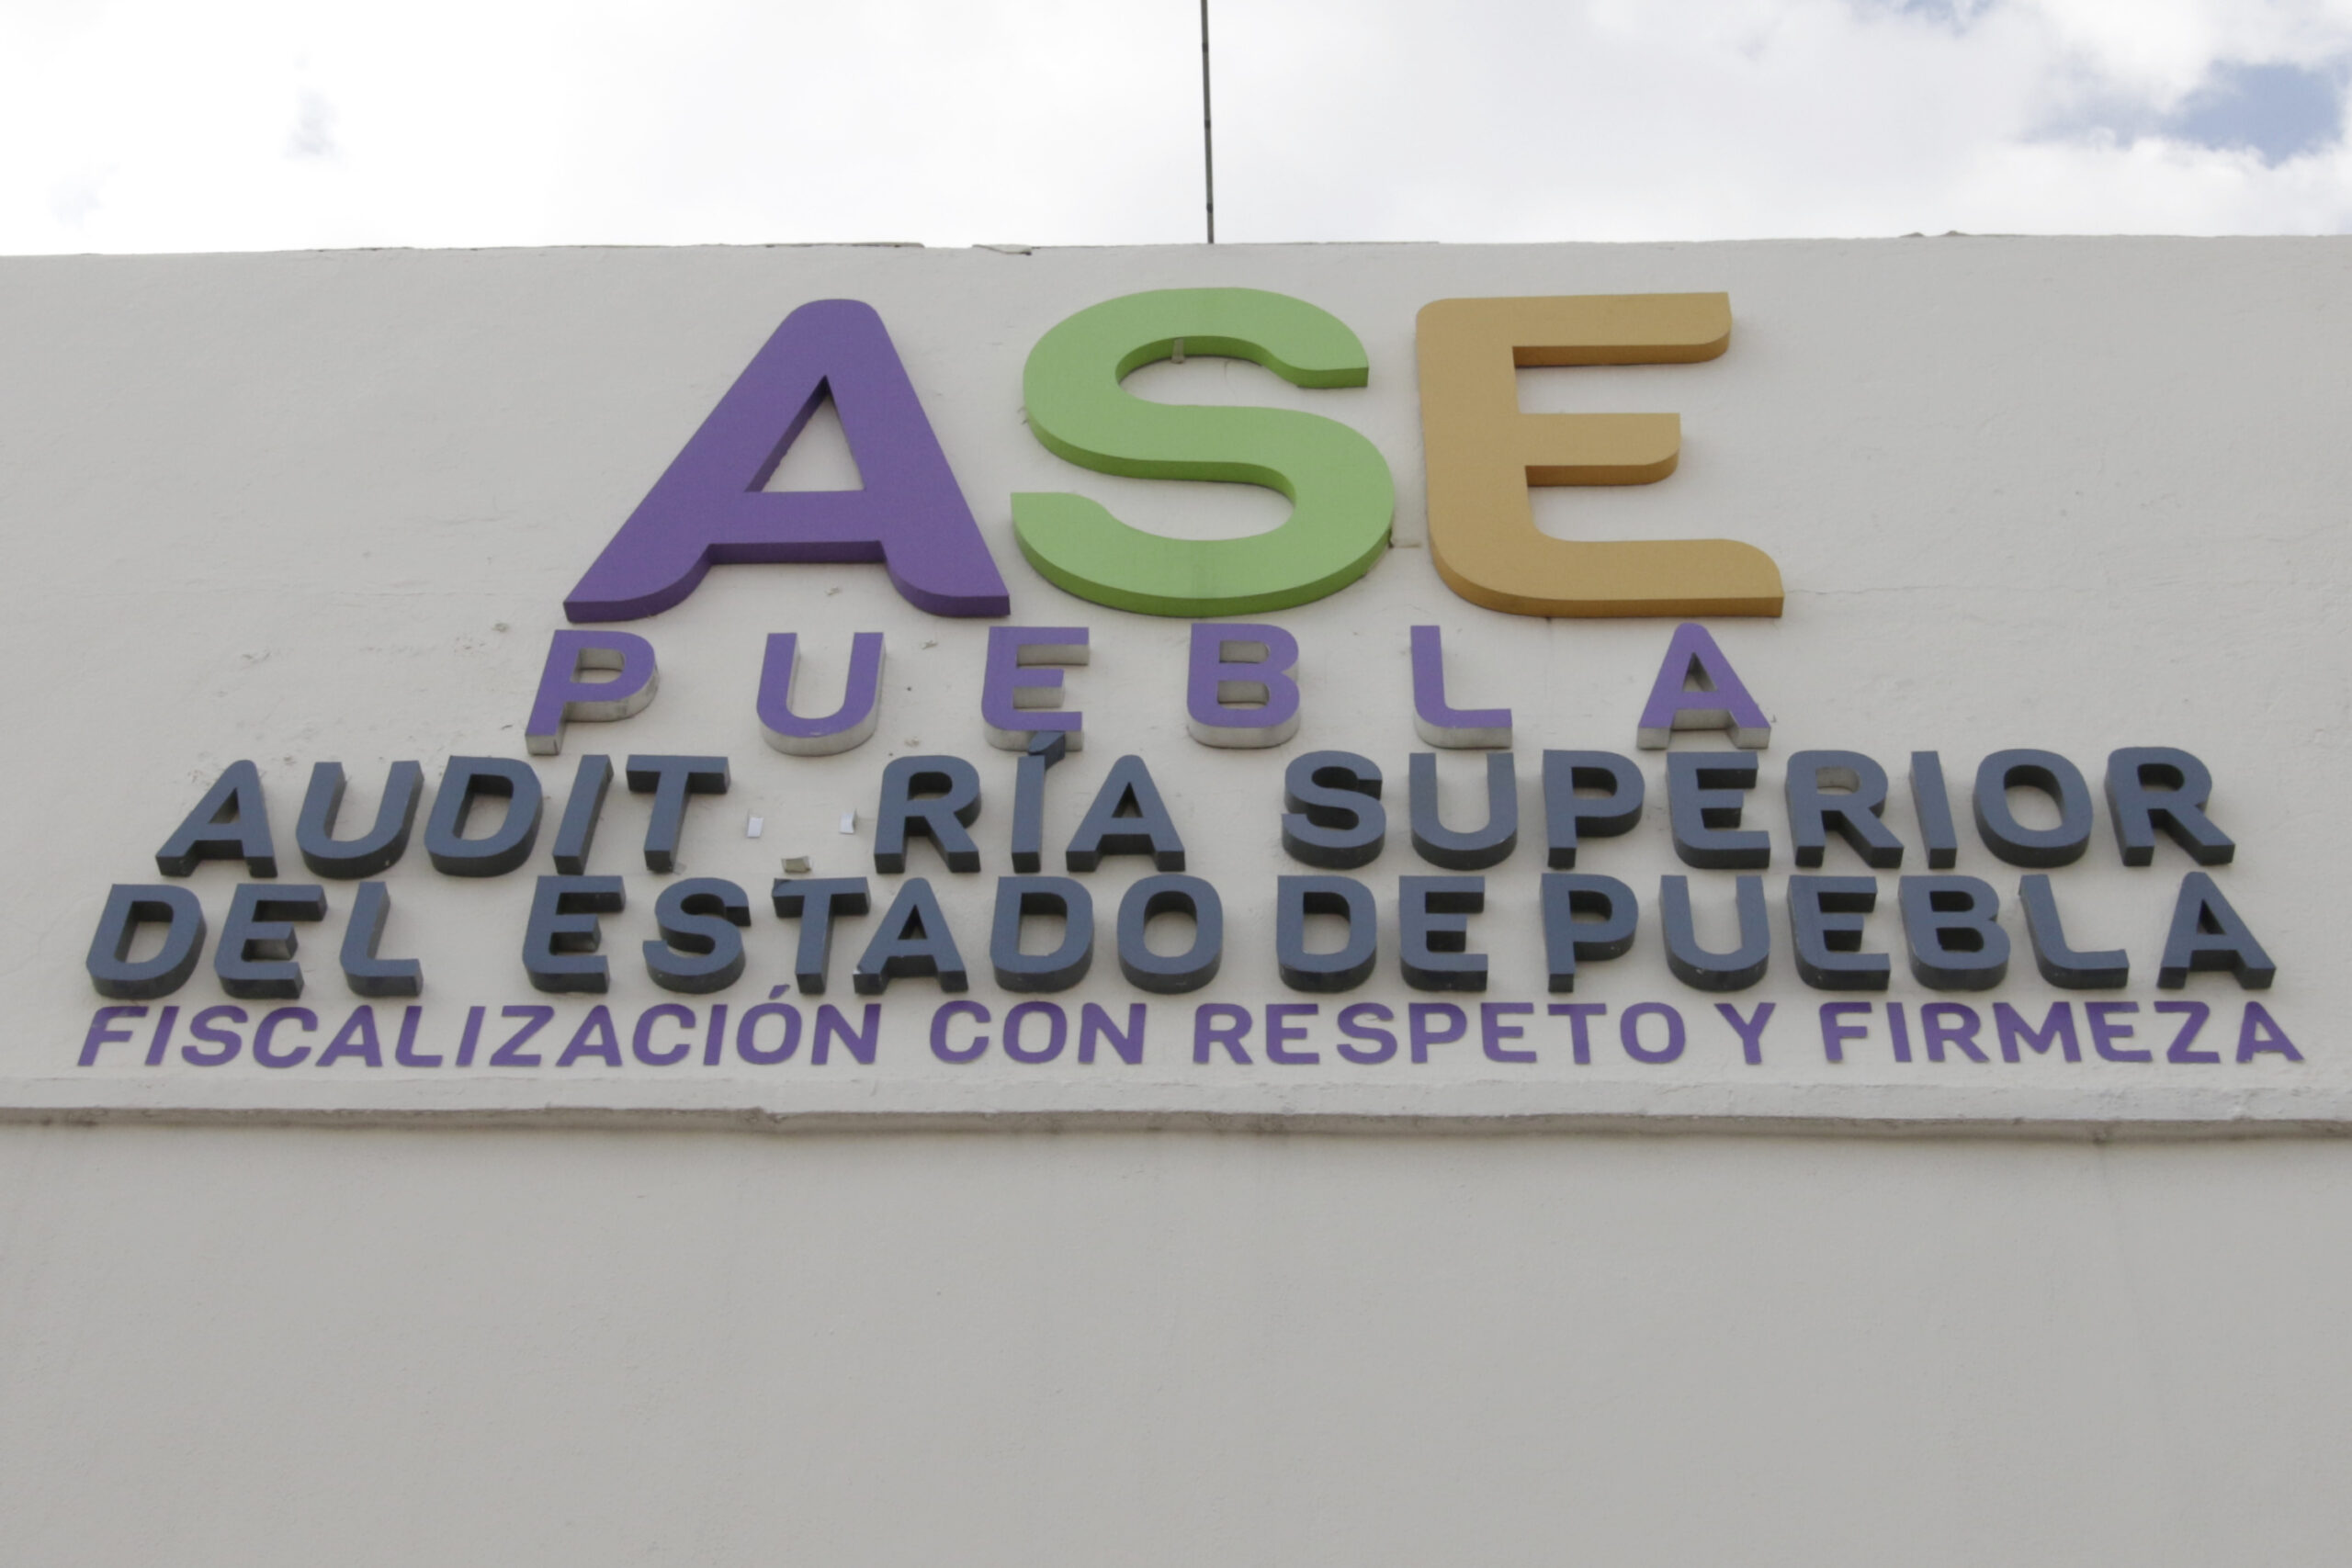 ASE
PUEBLA
AUDIT RÍA SUPERIOR
DEL ESTADO DE PUEBLA
FISCALIZACIÓN CON RESPETO Y FIRMEZA